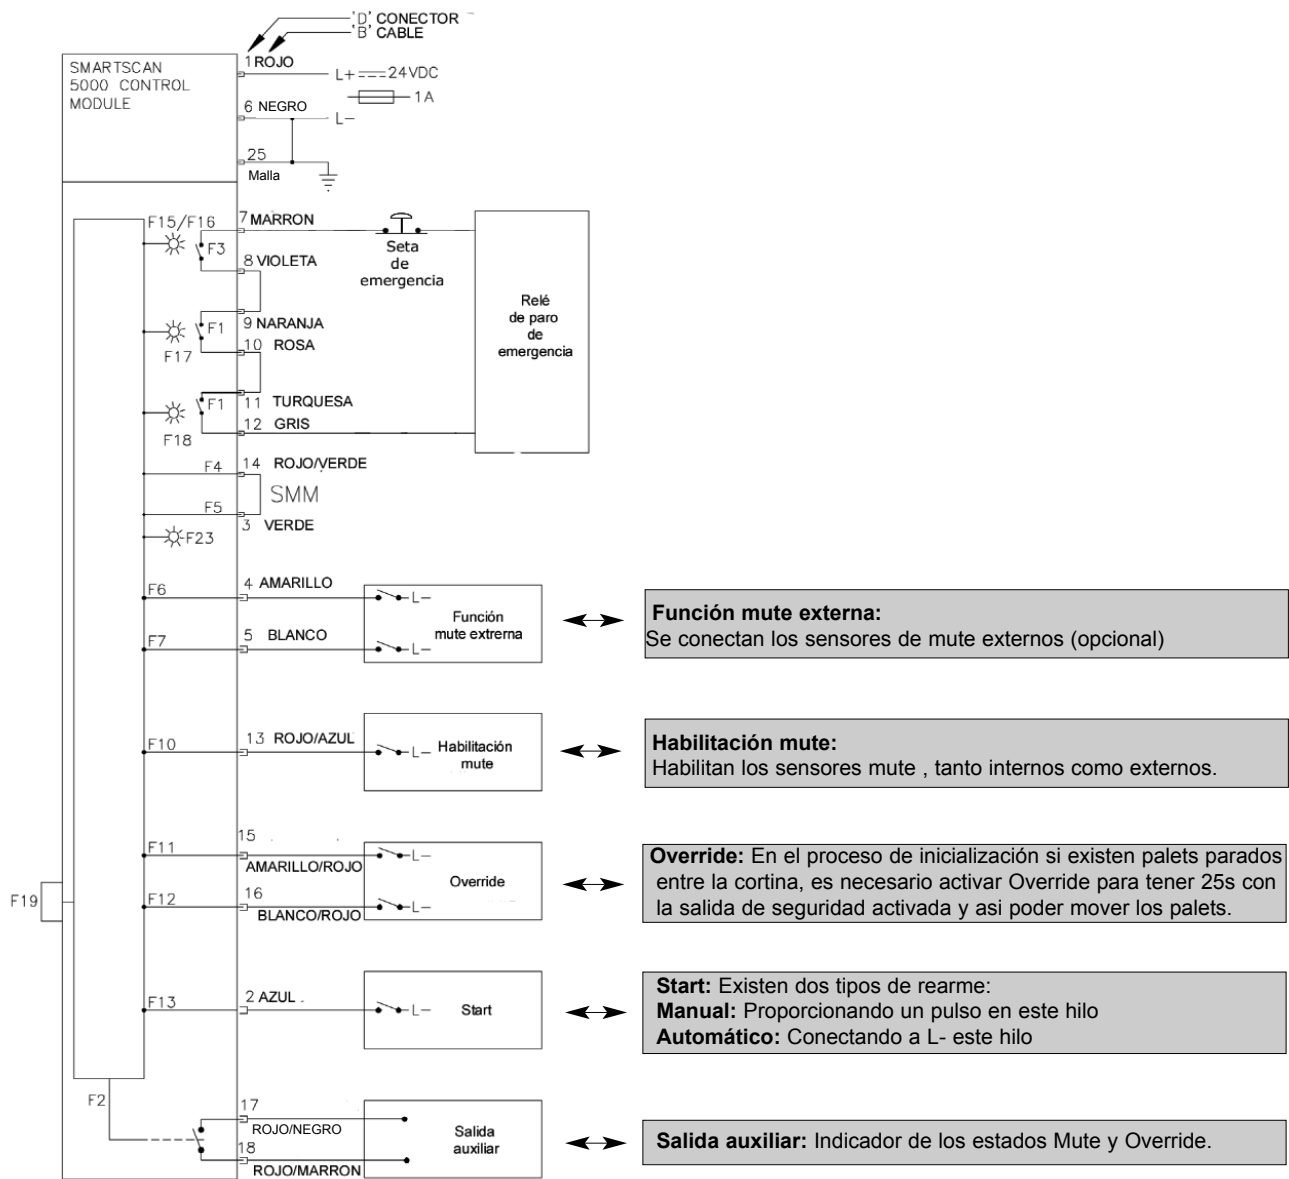 'D' CONECTOR
'B' CABLE
SMARTSCAN
5000 CONTROL
MODULE
1 ROJO
L+ 24VDC
1A
6 NEGRO
L-
25
Malla
F15/F16
7 MARRON
F3
Seta
de
emergencia
8 VIOLETA
Relé
de paro
de
emergencia
F1
9 NARANJA
F17
10 ROSA
F1
11 TURQUESA
F18
12 GRIS
F4
14 ROJO/VERDE
SMM
F5
3 VERDE
F23
F6
4 AMARILLO
L-
Función
mute extrerna
F7
5 BLANCO
L-
Función mute externa:
Se conectan los sensores de mute externos (opcional)
F10
13 ROJO/AZUL
L-
Habilitación
mute
Habilitación mute:
Habilitan los sensores mute , tanto internos como externos.
F11
15
AMARILLO/ROJO
L-
Override
F12
16
BLANCO/ROJO
L-
Override: En el proceso de inicialización si existen palets parados
entre la cortina, es necesario activar Override para tener 25s con
la salida de seguridad activada y asi poder mover los palets.
F19
F13
2 AZUL .
L-
Start
Start: Existen dos tipos de rearme:
Manual: Proporcionando un pulso en este hilo
Automático: Conectando a L- este hilo
F2
17
ROJO/NEGRO
18
ROJO/MARRON
Salida
auxiliar
Salida auxiliar: Indicador de los estados Mute y Override.